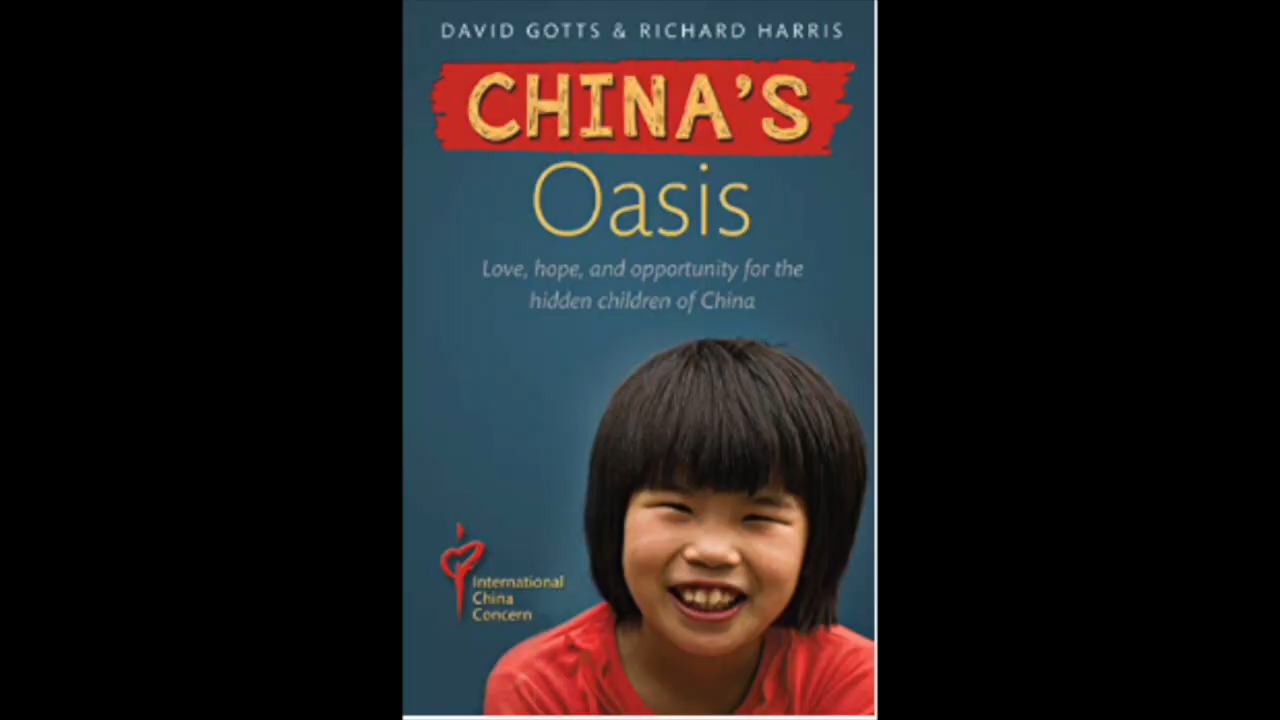 DAVID GOTTS & RICHARD HARRIS
CHINA'S
Oasis
Love, hope, and opportunity for the
hidden children of China
International
China
Concern